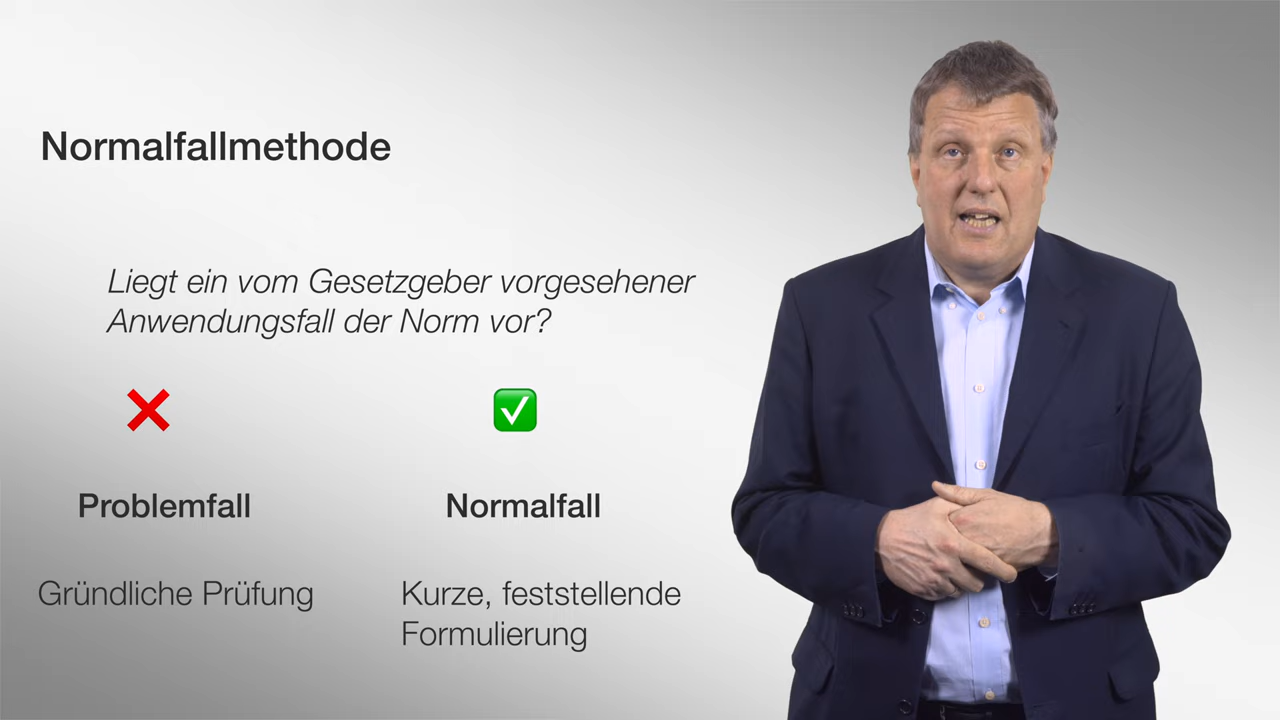 Normalfallmethode
Liegt ein vom Gesetzgeber vorgesehener
Anwendungsfall der Norm vor?
Problemfall
Normalfall
Gründliche Prüfung
Kurze, feststellende
Formulierung